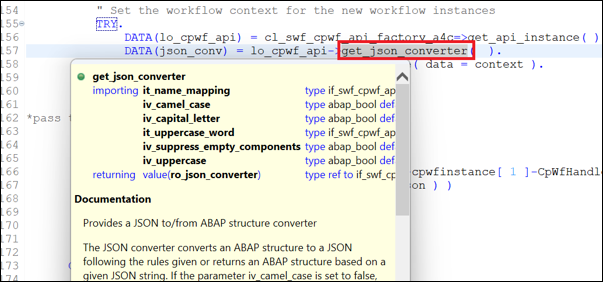 154 " Set the workflow context for the new workflow instances
155 TRY.
156 DATA(lo_cpwf_api) = cl_swf_cpwf_api_factory_a4c=>get_api_instance( )
157 DATA(json_conv) = lo_cpwf_api->get_json_converter( ).
158 ( data = context ).
159
160
161
162 *pass t
163
164
165
166 cpwfinstance[ 1 ]-CpWfHandle
167 on ) )
168
169
170
171
172
173
get_json_converter
importing it_name_mapping type if_swf_cpwf_ap
iv_camel_case type abap_bool def
iv_capital_letter type abap_bool def
it_uppercase_word type if_swf_cpwf_ap
iv_suppress_empty_components type abap_bool def
iv_uppercase type abap_bool def
returning value(ro_json_converter) type ref to if_swf_cp
Documentation
Provides a JSON to/from ABAP structure converter
The JSON converter converts an ABAP structure to a JSON
following the rules given or returns an ABAP structure based on a
given JSON string. If the parameter iv_camel_case is set to false,